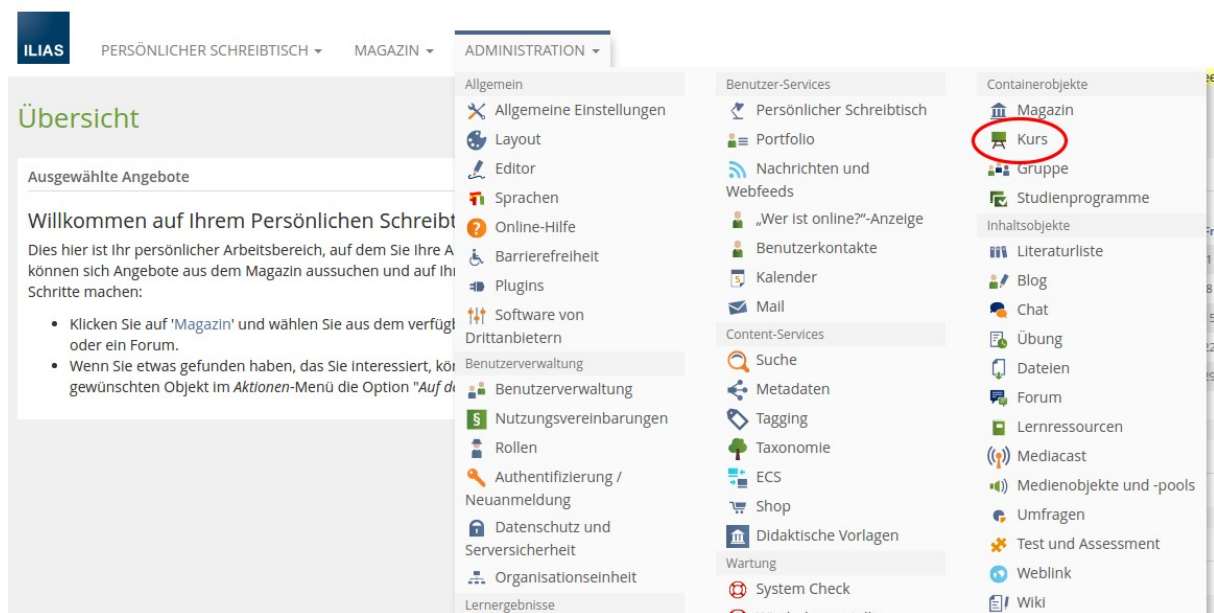 ILIAS
PERSÖNLICHER SCHREIBTISCH
MAGAZIN
ADMINISTRATION
Übersicht
Ausgewählte Angebote
Willkommen auf Ihrem Persönlichen Schreibt
Dies hier ist Ihr persönlicher Arbeitsbereich, auf dem Sie Ihre A
können sich Angebote aus dem Magazin aussuchen und auf Ih
Schritte machen:
• Klicken Sie auf 'Magazin' und wählen Sie aus dem verfüg
oder ein Forum.
• Wenn Sie etwas gefunden haben, das Sie interessiert, kö
gewünschten Objekt im Aktionen-Menü die Option "Auf d
Allgemein
Allgemeine Einstellungen
Layout
Editor
Sprachen
Online-Hilfe
Barrierefreiheit
Plugins
Software von
Drittanbietern
Benutzerverwaltung
Benutzerverwaltung
Nutzungsvereinbarungen
Rollen
Authentifizierung /
Neuanmeldung
Datenschutz und
Serversicherheit
Organisationseinheit
Lernergebnisse
Benutzer-Services
Persönlicher Schreibtisch
Portfolio
Nachrichten und
Webfeeds
„Wer ist online?"-Anzeige
Benutzerkontakte
Kalender
Mail
Content-Services
Suche
Metadaten
Tagging
Taxonomie
ECS
Shop
Didaktische Vorlagen
Wartung
System Check
Containerobjekte
Magazin
Kurs
Gruppe
Studienprogramme
Inhaltsobjekte
Literaturliste
Blog
Chat
Übung
Dateien
Forum
Lernressourcen
Mediacast
Medienobjekte und -pools
Umfragen
Test und Assessment
Weblink
Wiki
Fr